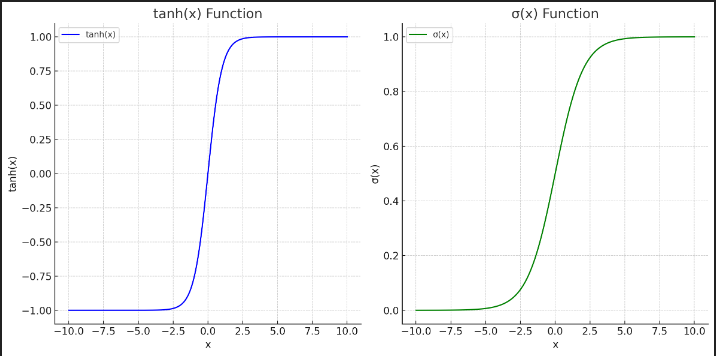 tanh(x) Function
tanh(x)
1.00
0.75
0.50
0.25
0.00
−0.25
−0.50
−0.75
−1.00
tanh(x)
−10.0 −7.5 −5.0 −2.5 0.0 2.5 5.0 7.5 10.0
x
σ(x) Function
σ(x)
1.0
0.8
0.6
0.4
0.2
0.0
σ(x)
−10.0 −7.5 −5.0 −2.5 0.0 2.5 5.0 7.5 10.0
x